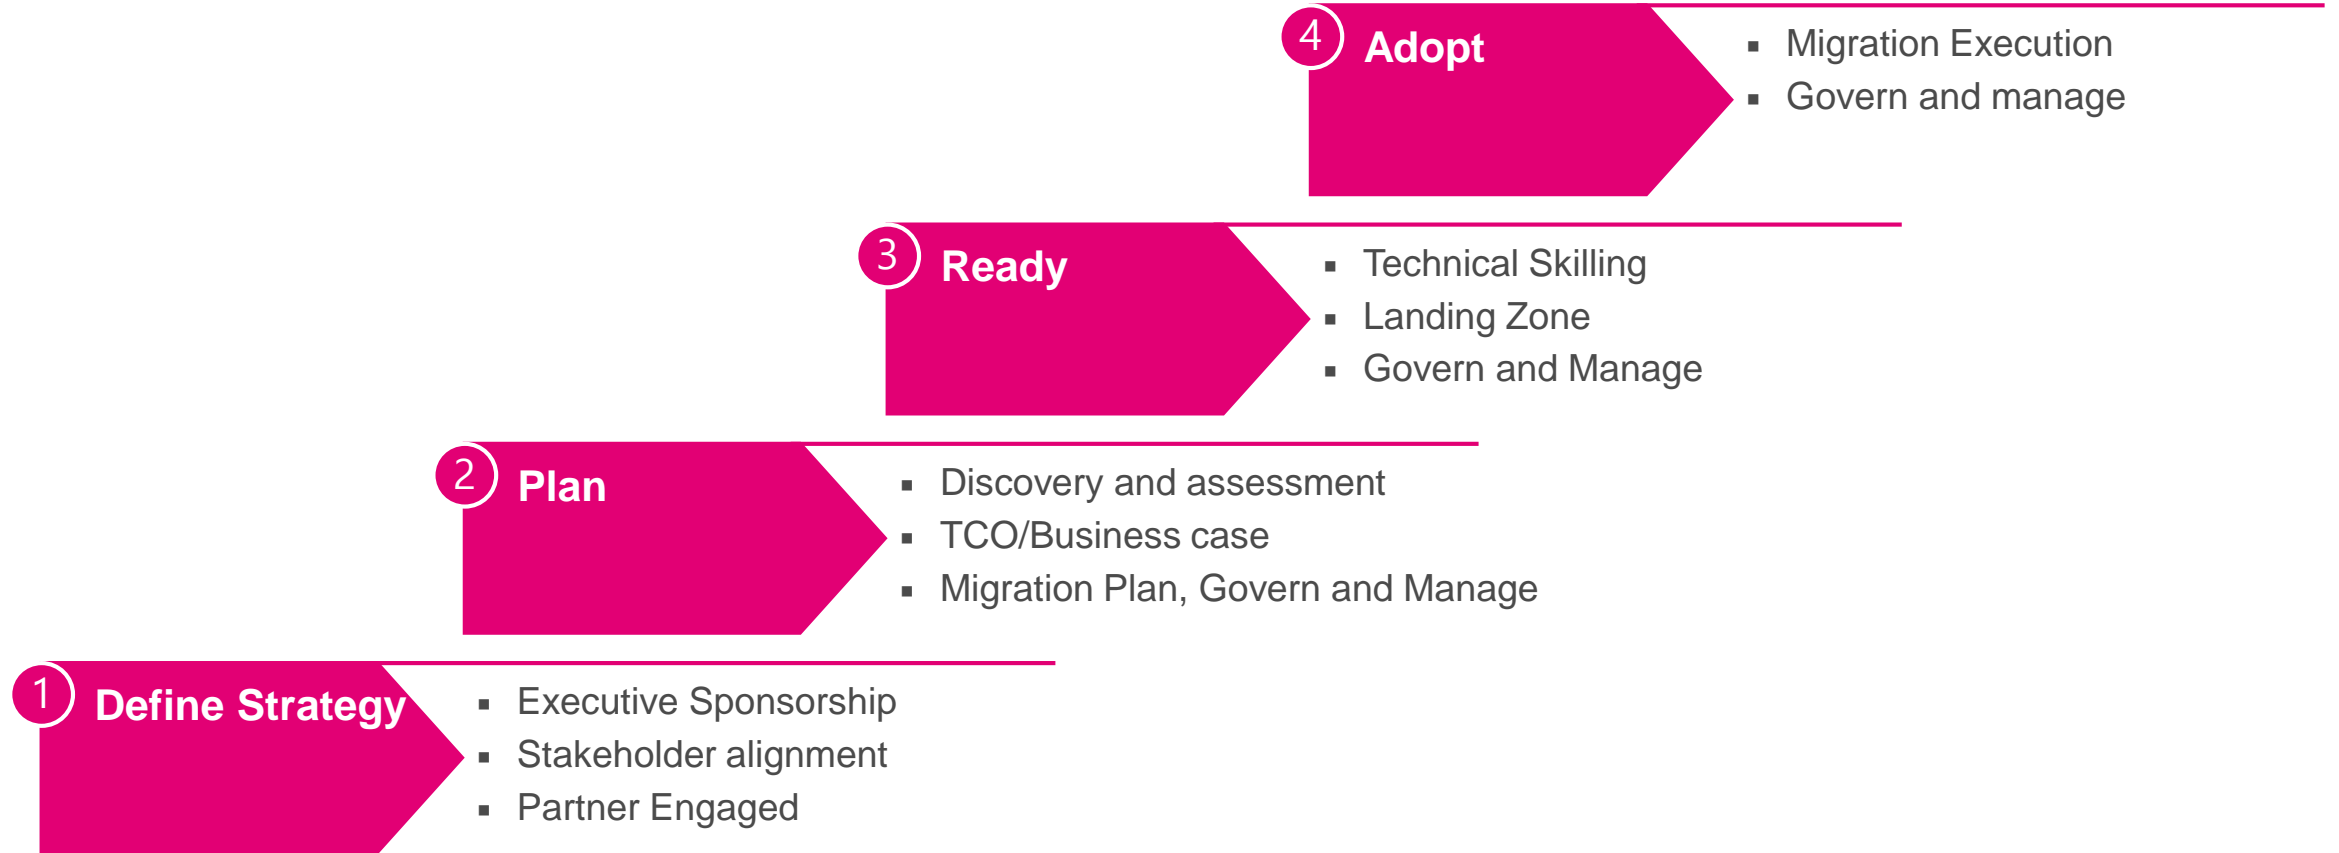 4
Adopt
▪ Migration Execution
▪ Govern and manage
3
Ready
▪ Technical Skilling
▪ Landing Zone
▪ Govern and Manage
2
Plan
▪ Discovery and assessment
▪ TCO/Business case
▪ Migration Plan, Govern and Manage
1
Define Strategy
▪ Executive Sponsorship
▪ Stakeholder alignment
▪ Partner Engaged